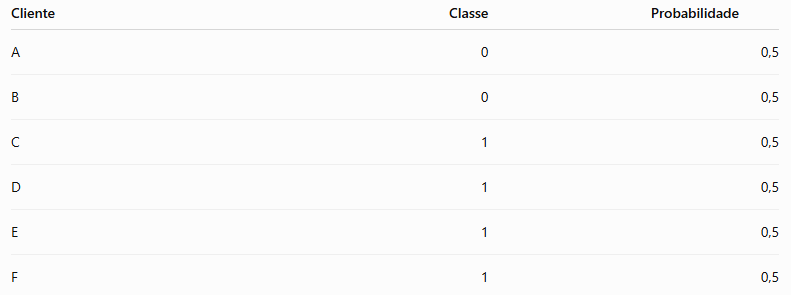 Cliente Classe Probabilidade
A 0 0,5
B 0 0,5
C 1 0,5
D 1 0,5
E 1 0,5
F 1 0,5